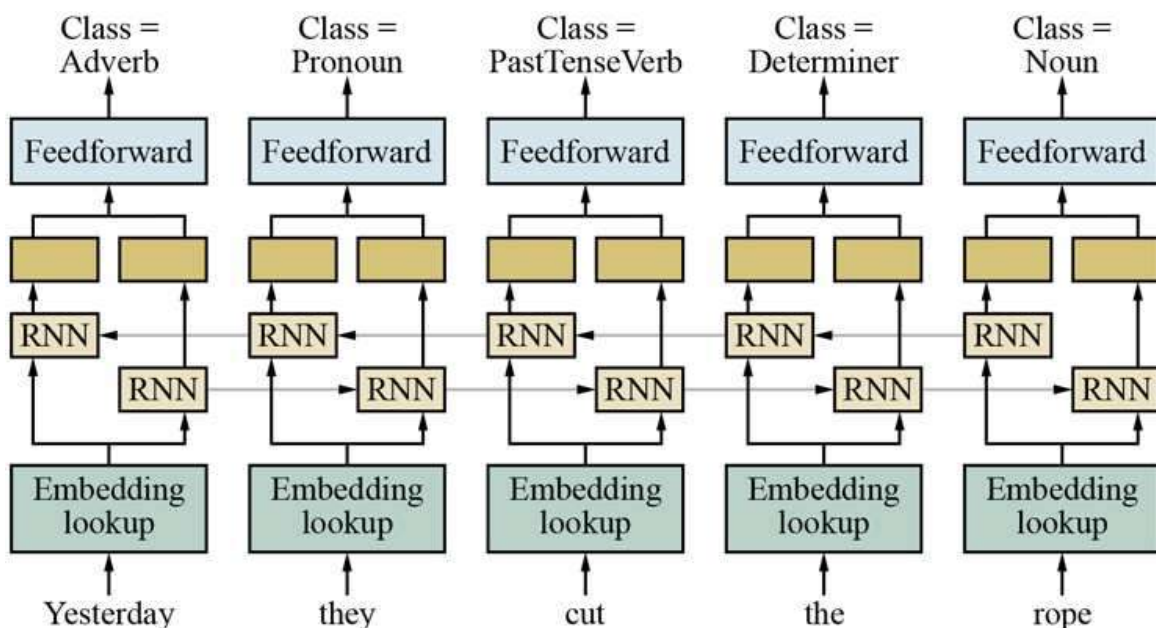 Class = Class = Class = Class = Class =
Adverb Pronoun PastTenseVerb Determiner Noun
Feedforward Feedforward Feedforward Feedforward Feedforward
RNN RNN RNN RNN RNN
RNN RNN RNN RNN RNN
Embedding Embedding Embedding Embedding Embedding
lookup lookup lookup lookup lookup
Yesterday they cut the rope